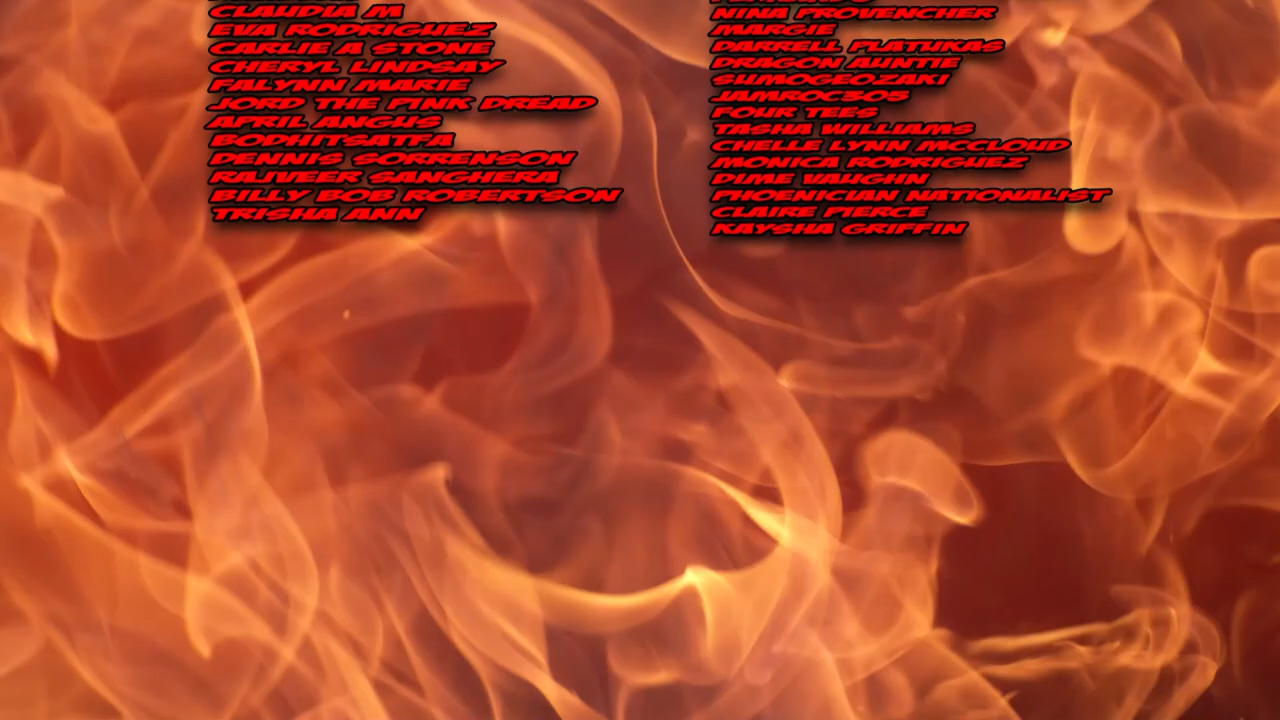 CLAUDIA M
EVA RODRIGUEZ
CARLIE A STONE
CHERYL LINDSAY
FALYNN MARIE
JORD THE PINK DREAD
APRIL ANGUS
BODHITSATFA
DENNIS SORRENSON
RAJVEER SANGHERA
BILLY BOB ROBERTSON
TRISHA ANN
NINA PROVENCHER
MARGIE
DARRELL PLATUKAS
DRAGON AUNTIE
SUMOGEOZAKI
JAMROC305
FOUR TEES
TASHA WILLIAMS
CHELLE LYNN MCCLOUD
MONICA RODRIGUEZ
DIME VAUGHN
PHOENICIAN NATIONALIST
CLAIRE PIERCE
KAYSHA GRIFFIN